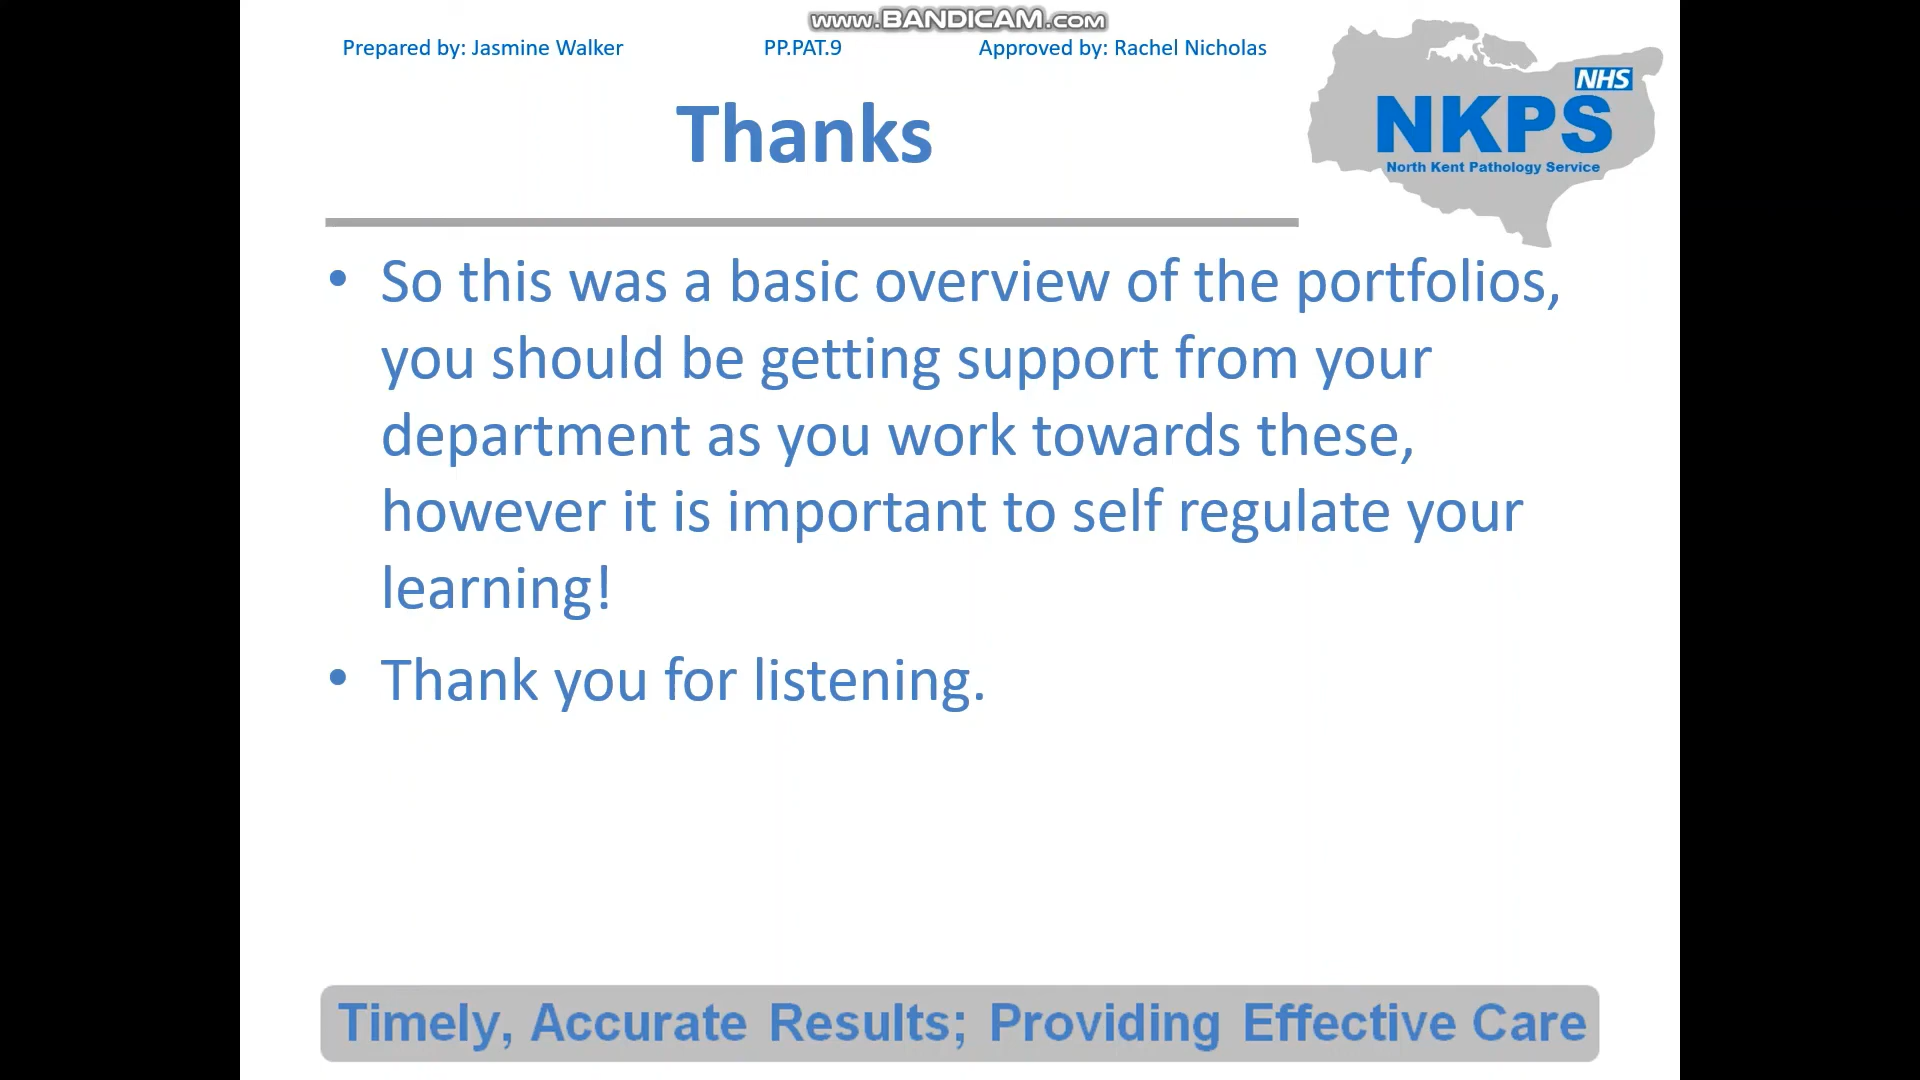 www.BANDICAM.com
Prepared by: Jasmine Walker PP.PAT.9 Approved by: Rachel Nicholas
NHS
NKPS
North Kent Pathology Service
Thanks
• So this was a basic overview of the portfolios,
you should be getting support from your
department as you work towards these,
however it is important to self regulate your
learning!
• Thank you for listening.
Timely, Accurate Results; Providing Effective Care